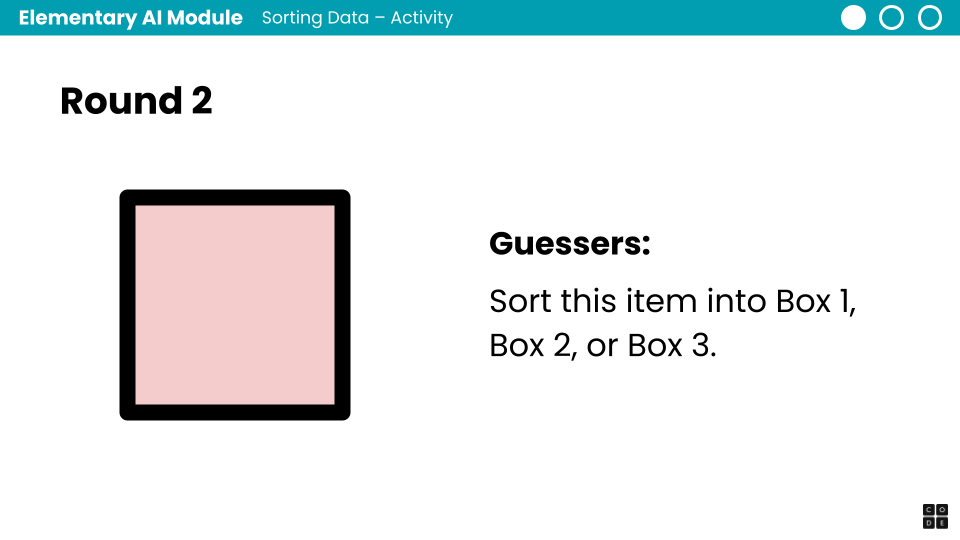 Elementary AI Module Sorting Data – Activity
Round 2
Guessers:
Sort this item into Box 1,
Box 2, or Box 3.
C O
D E